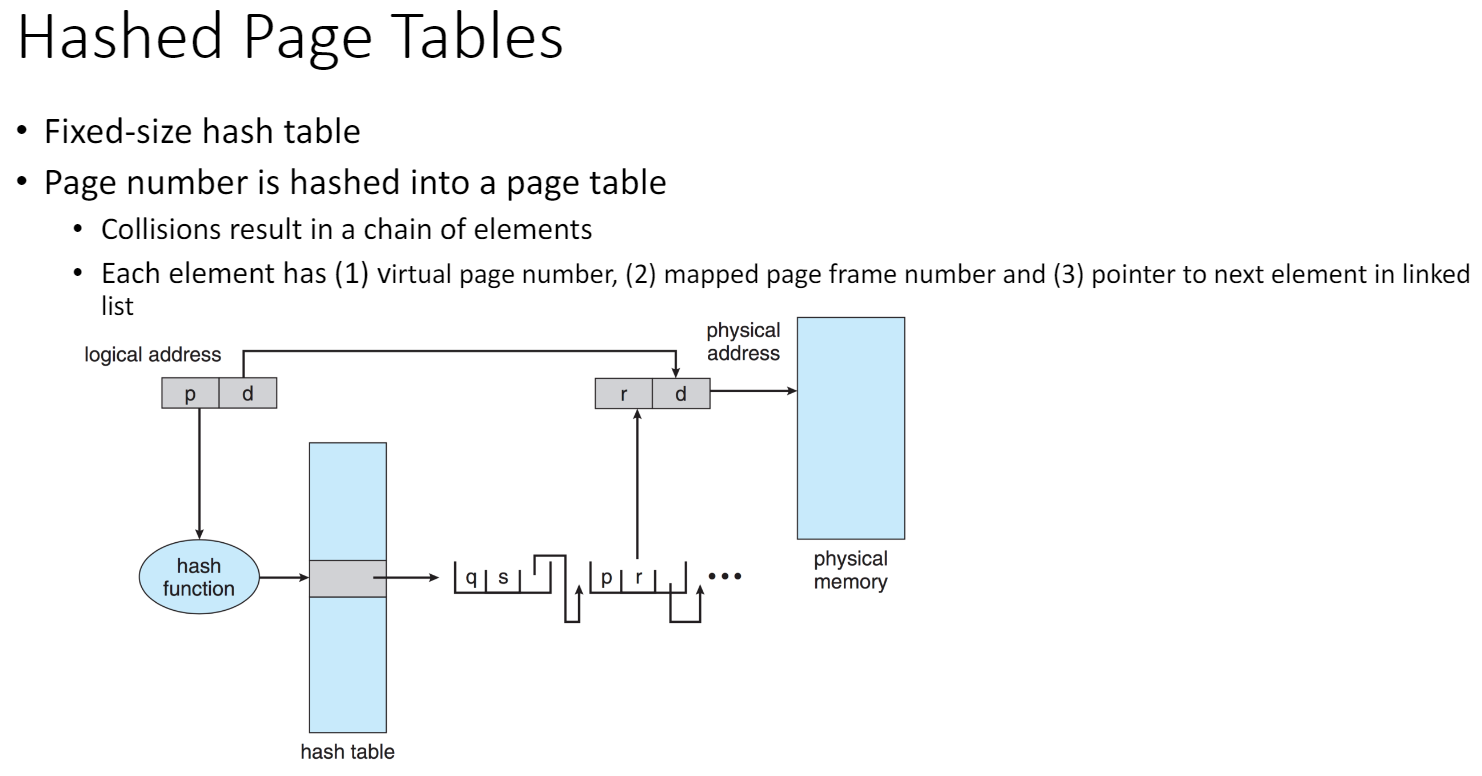 Hashed Page Tables
• Fixed-size hash table
• Page number is hashed into a page table
• Collisions result in a chain of elements
• Each element has (1) virtual page number, (2) mapped page frame number and (3) pointer to next element in linked
list
logical address
physical
address
p d
r d
hash
function
q s
p r
•••
physical
memory
hash table